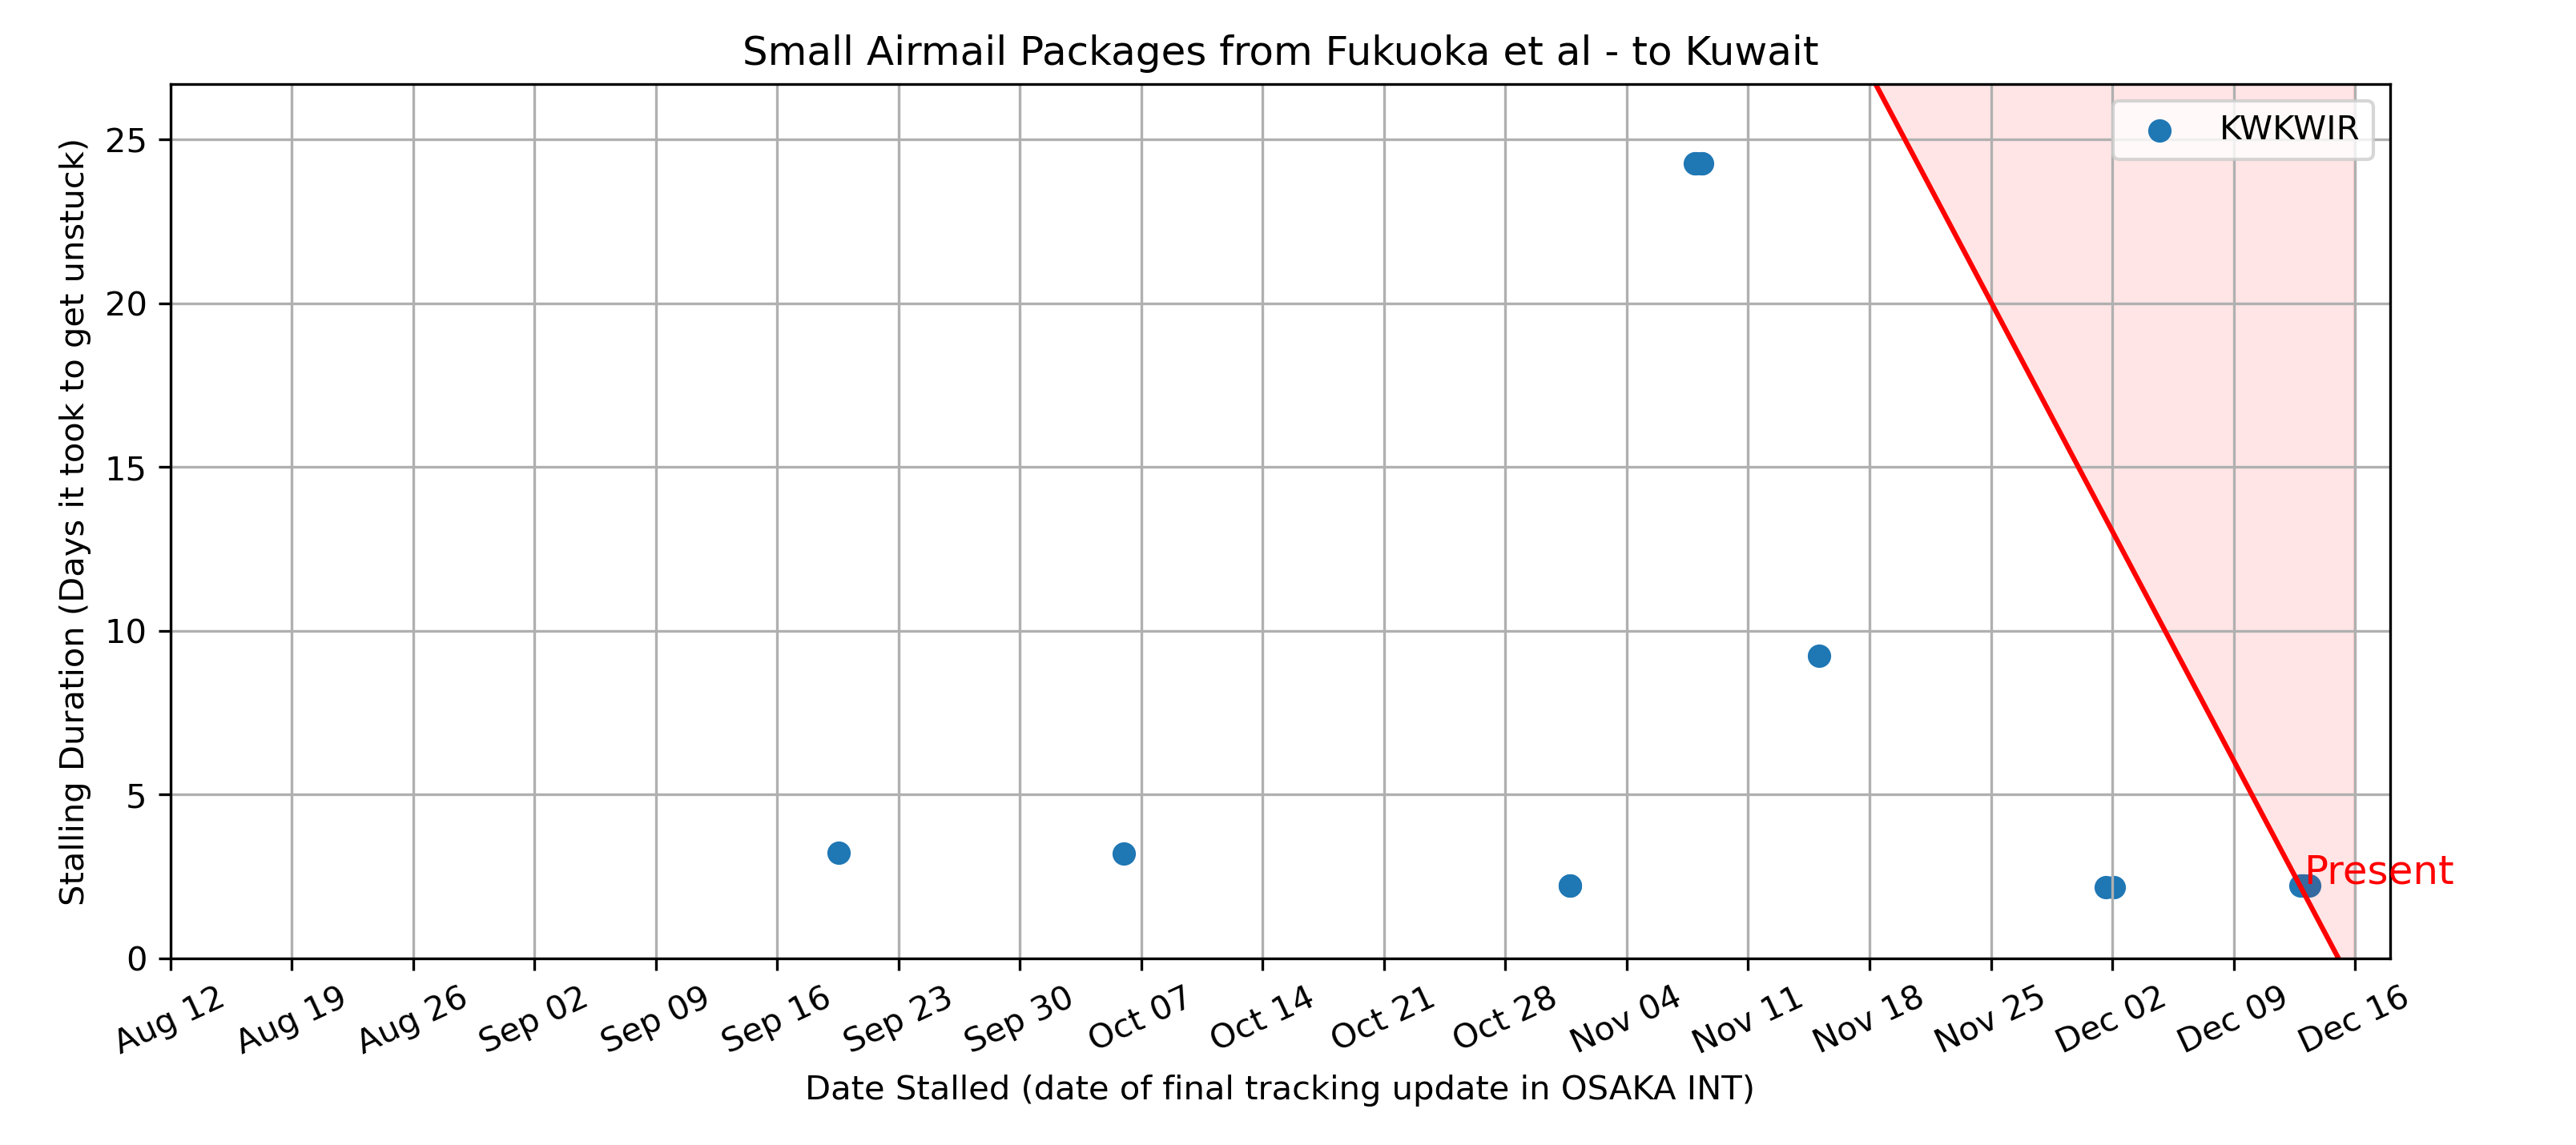 Small Airmail Packages from Fukuoka et al - to Kuwait
KWKWIR
Stalling Duration (Days it took to get unstuck)
25
20
15
10
5
0
Present
Aug 12
Aug 19
Aug 26
Sep 02
Sep 09
Sep 16
Sep 23
Sep 30
Oct 07
Oct 14
Oct 21
Oct 28
Nov 04
Nov 11
Nov 18
Nov 25
Dec 02
Dec 09
Dec 16
Date Stalled (date of final tracking update in OSAKA INT)